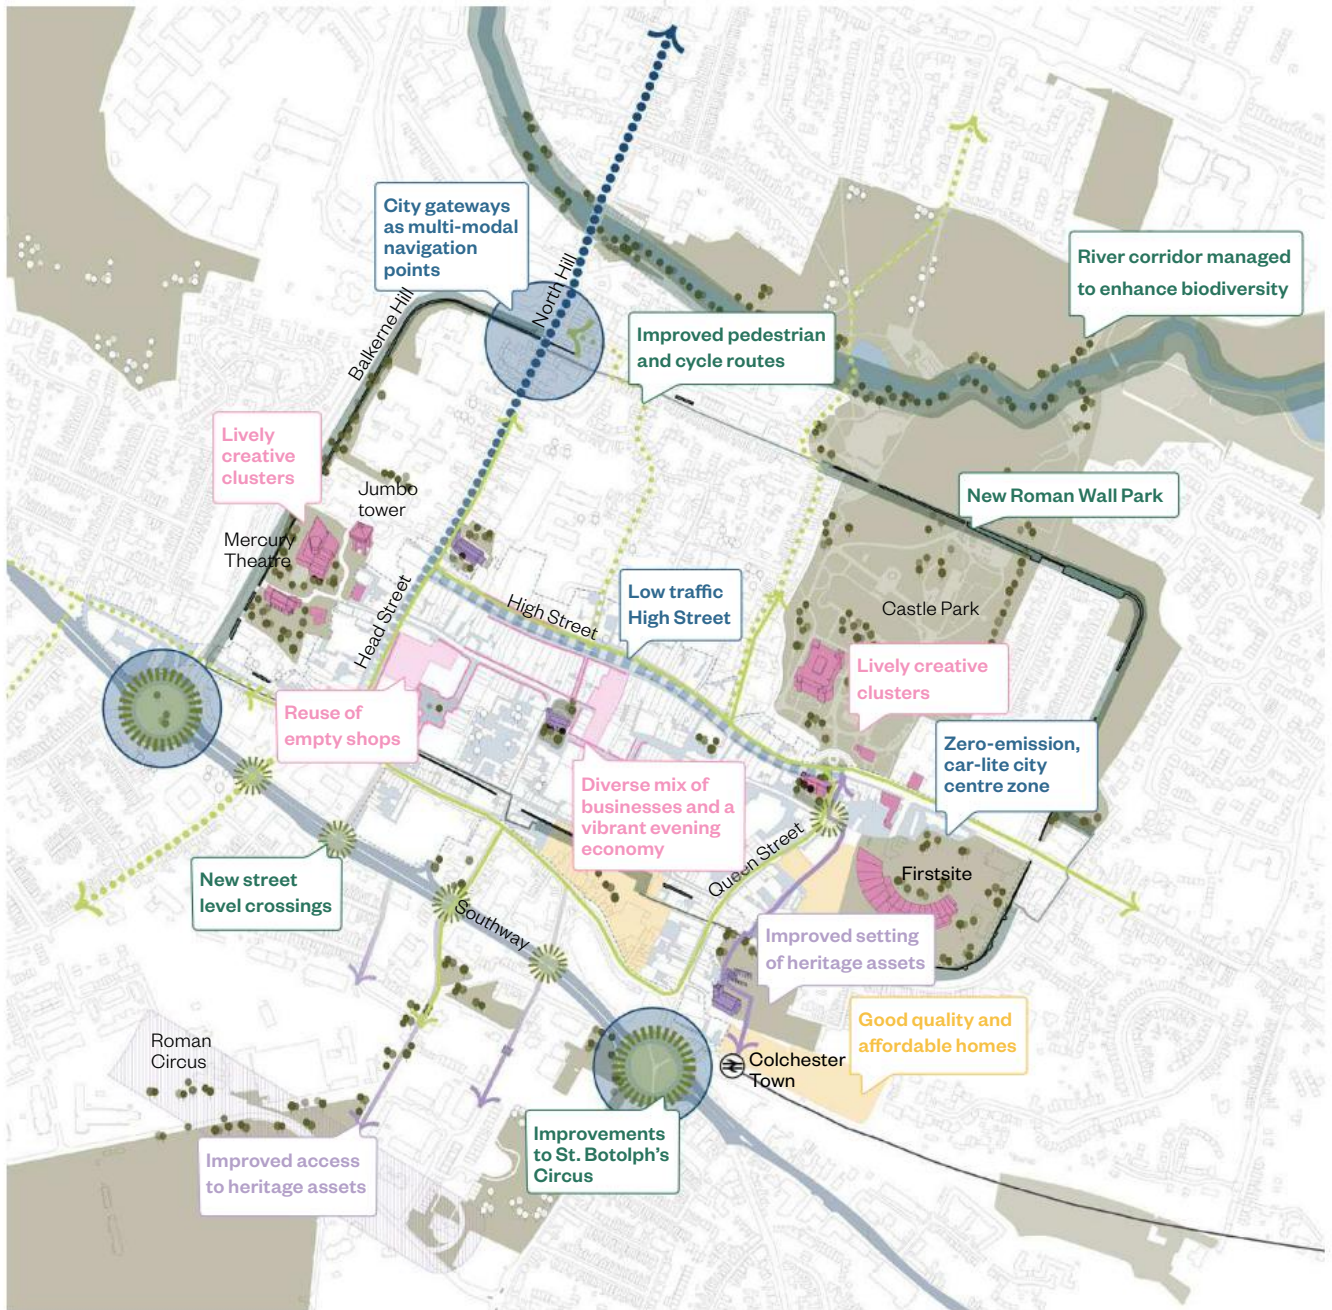 City gateways
as multi-modal
navigation
points
North Hill
Balkerne Hill
River corridor managed
to enhance biodiversity
Improved pedestrian
and cycle routes
Lively
creative
clusters
Jumbo
tower
New Roman Wall Park
Mercury
Theatre
Head Street
High Street
Low traffic
High Street
Castle Park
Lively creative
clusters
Reuse of
empty shops
Zero-emission,
car-lite city
centre zone
Diverse mix of
businesses and a
vibrant evening
economy
Queen Street
Firstsite
New street
level crossings
Southway
Improved setting
of heritage assets
Good quality and
affordable homes
Roman
Circus
Colchester
Town
Improvements
to St. Botolph's
Circus
Improved access
to heritage assets